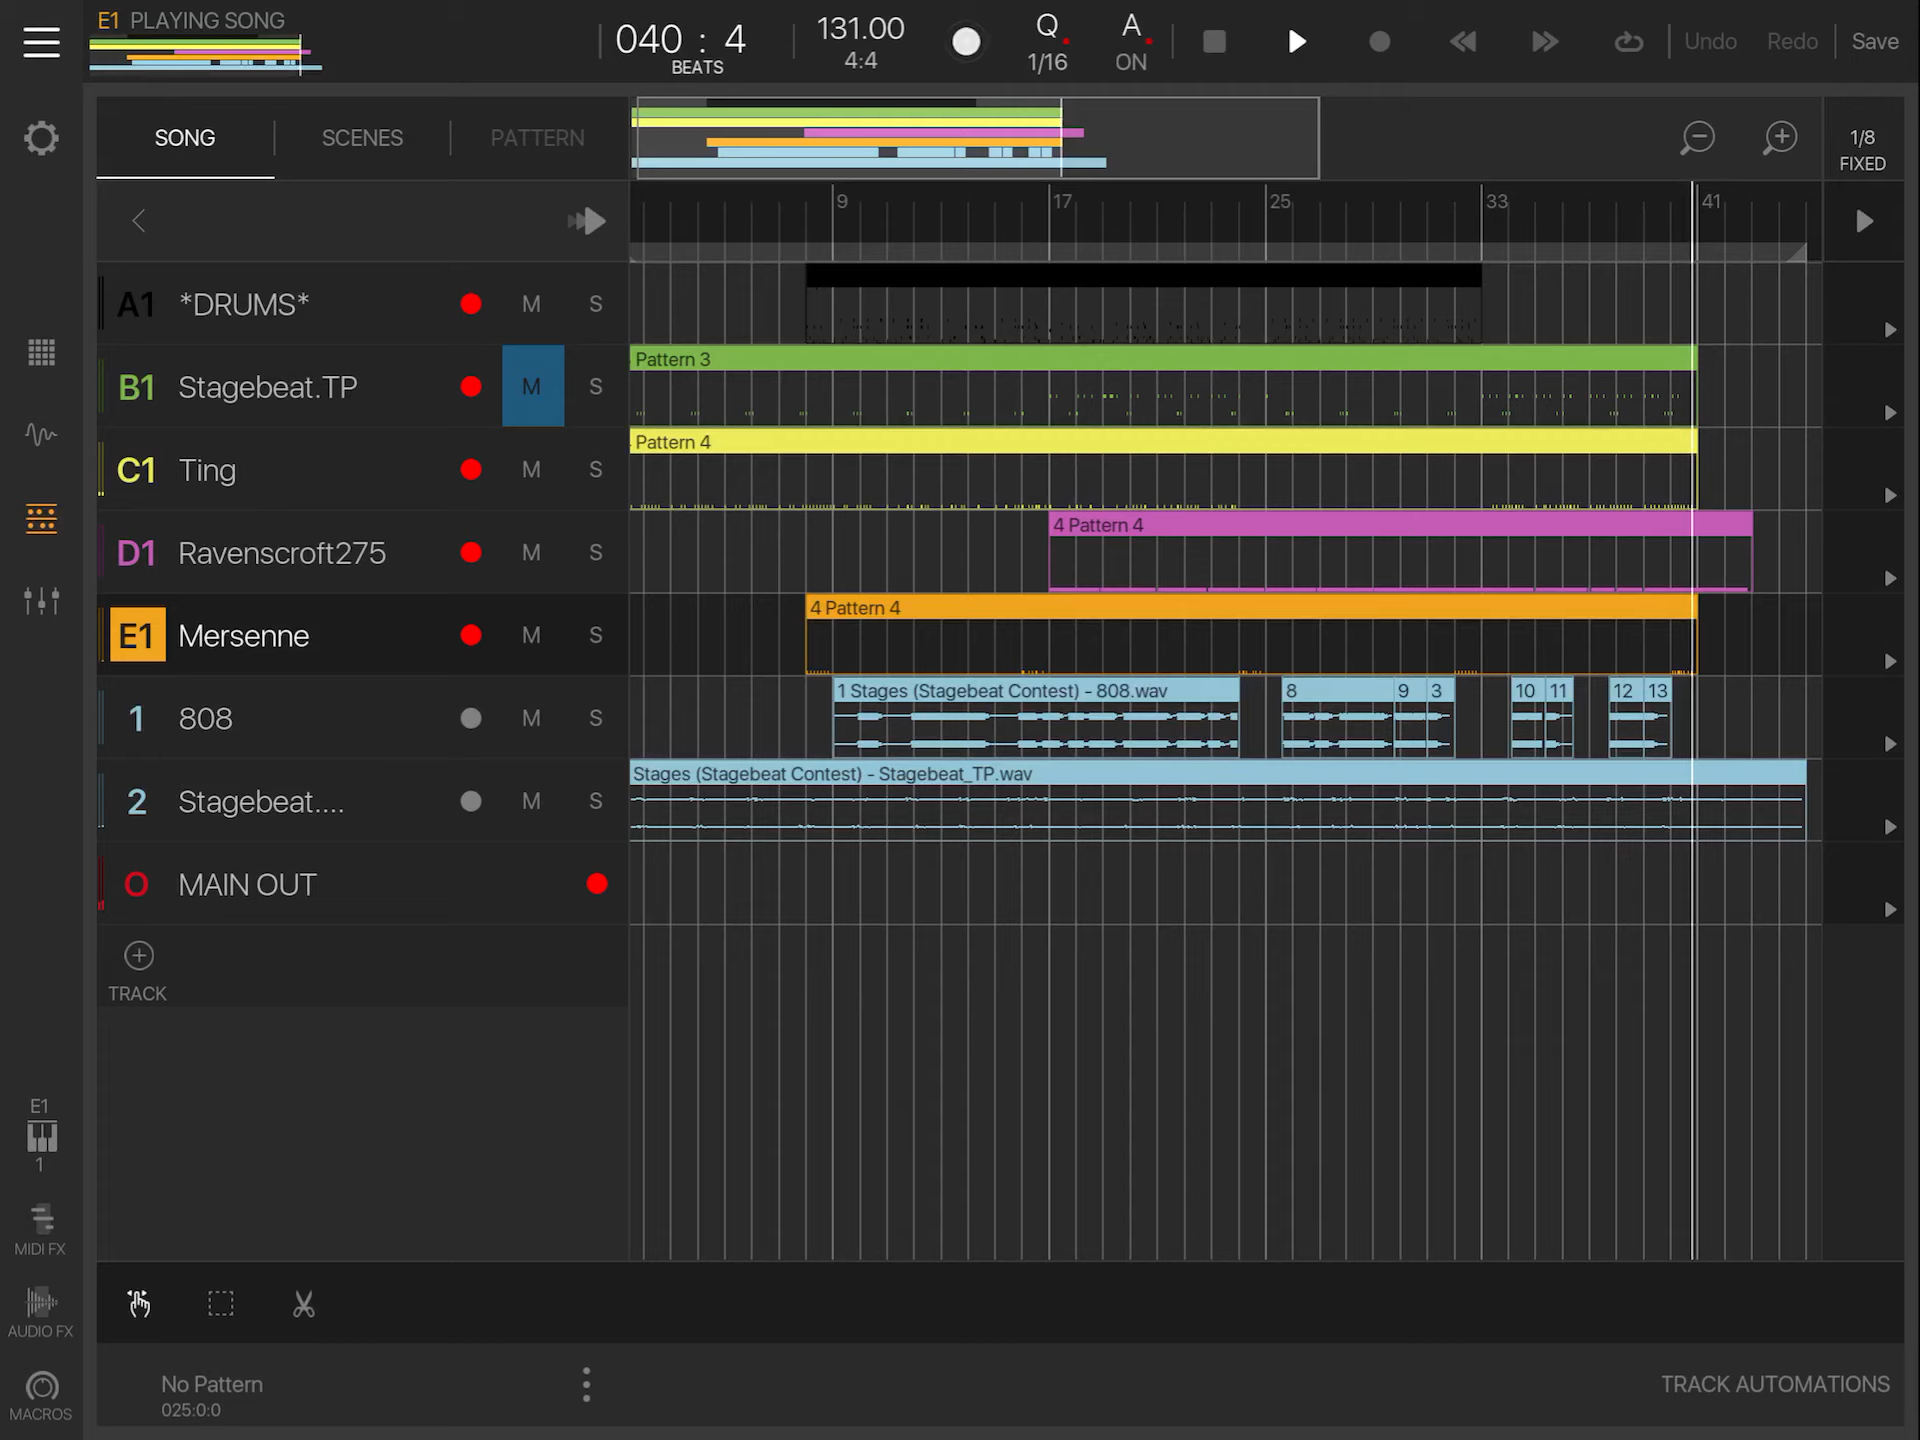 E1 PLAYING SONG
040 : 4
BEATS
131.00
4:4
Q
1/16
A
ON
Undo
Redo
Save
SONG
SCENES
PATTERN
1/8
FIXED
9
17
25
33
41
A1 *DRUMS* M S
B1 Stagebeat.TP M S
Pattern 3
C1 Ting M S
Pattern 4
D1 Ravenscroft275 M S
4 Pattern 4
E1 Mersenne M S
4 Pattern 4
1 808 M S
1 Stages (Stagebeat Contest) - 808.wav
8
9
3
10
11
12
13
2 Stagebeat.... M S
Stages (Stagebeat Contest) - Stagebeat_TP.wav
O MAIN OUT
TRACK
E1
1
MIDI FX
AUDIO FX
MACROS
No Pattern
025:0:0
TRACK AUTOMATIONS